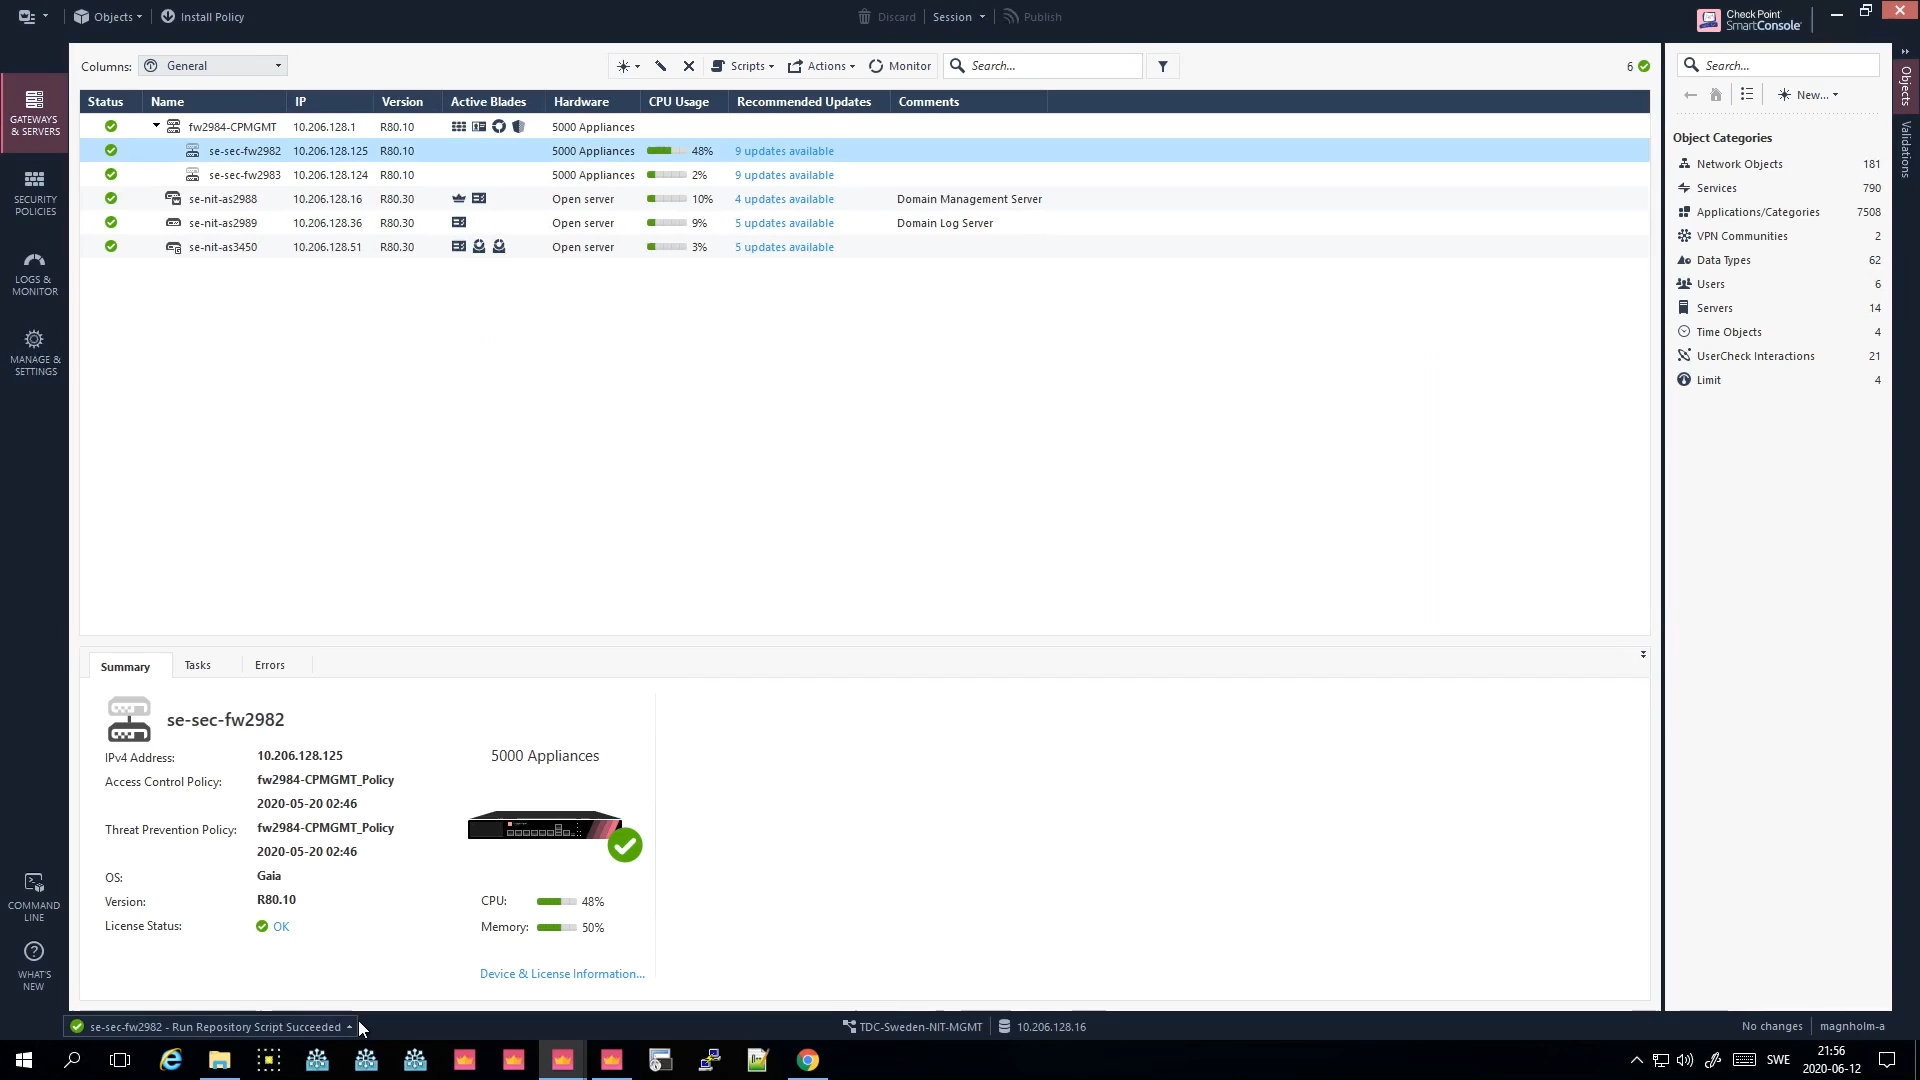 Objects
Install Policy
Discard
Session
Publish
Check Point
SmartConsole
Columns:
General
Scripts
Actions
Monitor
Search...
6
Status
Name
IP
Version
Active Blades
Hardware
CPU Usage
Recommended Updates
Comments
fw2984-CPMGMT 10.206.128.1 R80.10 5000 Appliances
se-sec-fw2982 10.206.128.125 R80.10 5000 Appliances 48% 9 updates available
se-sec-fw2983 10.206.128.124 R80.10 5000 Appliances 2% 9 updates available
se-nit-as2988 10.206.128.16 R80.30 Open server 10% 4 updates available Domain Management Server
se-nit-as2989 10.206.128.36 R80.30 Open server 9% 5 updates available Domain Log Server
se-nit-as3450 10.206.128.51 R80.30 Open server 3% 5 updates available
GATEWAYS
& SERVERS
SECURITY
POLICIES
LOGS &
MONITOR
MANAGE &
SETTINGS
COMMAND
LINE
WHAT'S
NEW
Summary
Tasks
Errors
se-sec-fw2982
IPv4 Address: 10.206.128.125
Access Control Policy: fw2984-CPMGMT_Policy
2020-05-20 02:46
Threat Prevention Policy: fw2984-CPMGMT_Policy
2020-05-20 02:46
OS: Gaia
Version: R80.10
License Status: OK
5000 Appliances
CPU: 48%
Memory: 50%
Device & License Information...
Search...
New...
Object Categories
Network Objects 181
Services 790
Applications/Categories 7508
VPN Communities 2
Data Types 62
Users 6
Servers 14
Time Objects 4
UserCheck Interactions 21
Limit 4
Objects
Validations
se-sec-fw2982 - Run Repository Script Succeeded
TDC-Sweden-NIT-MGMT
10.206.128.16
No changes
magnholm-a
SWE
21:56
2020-06-12